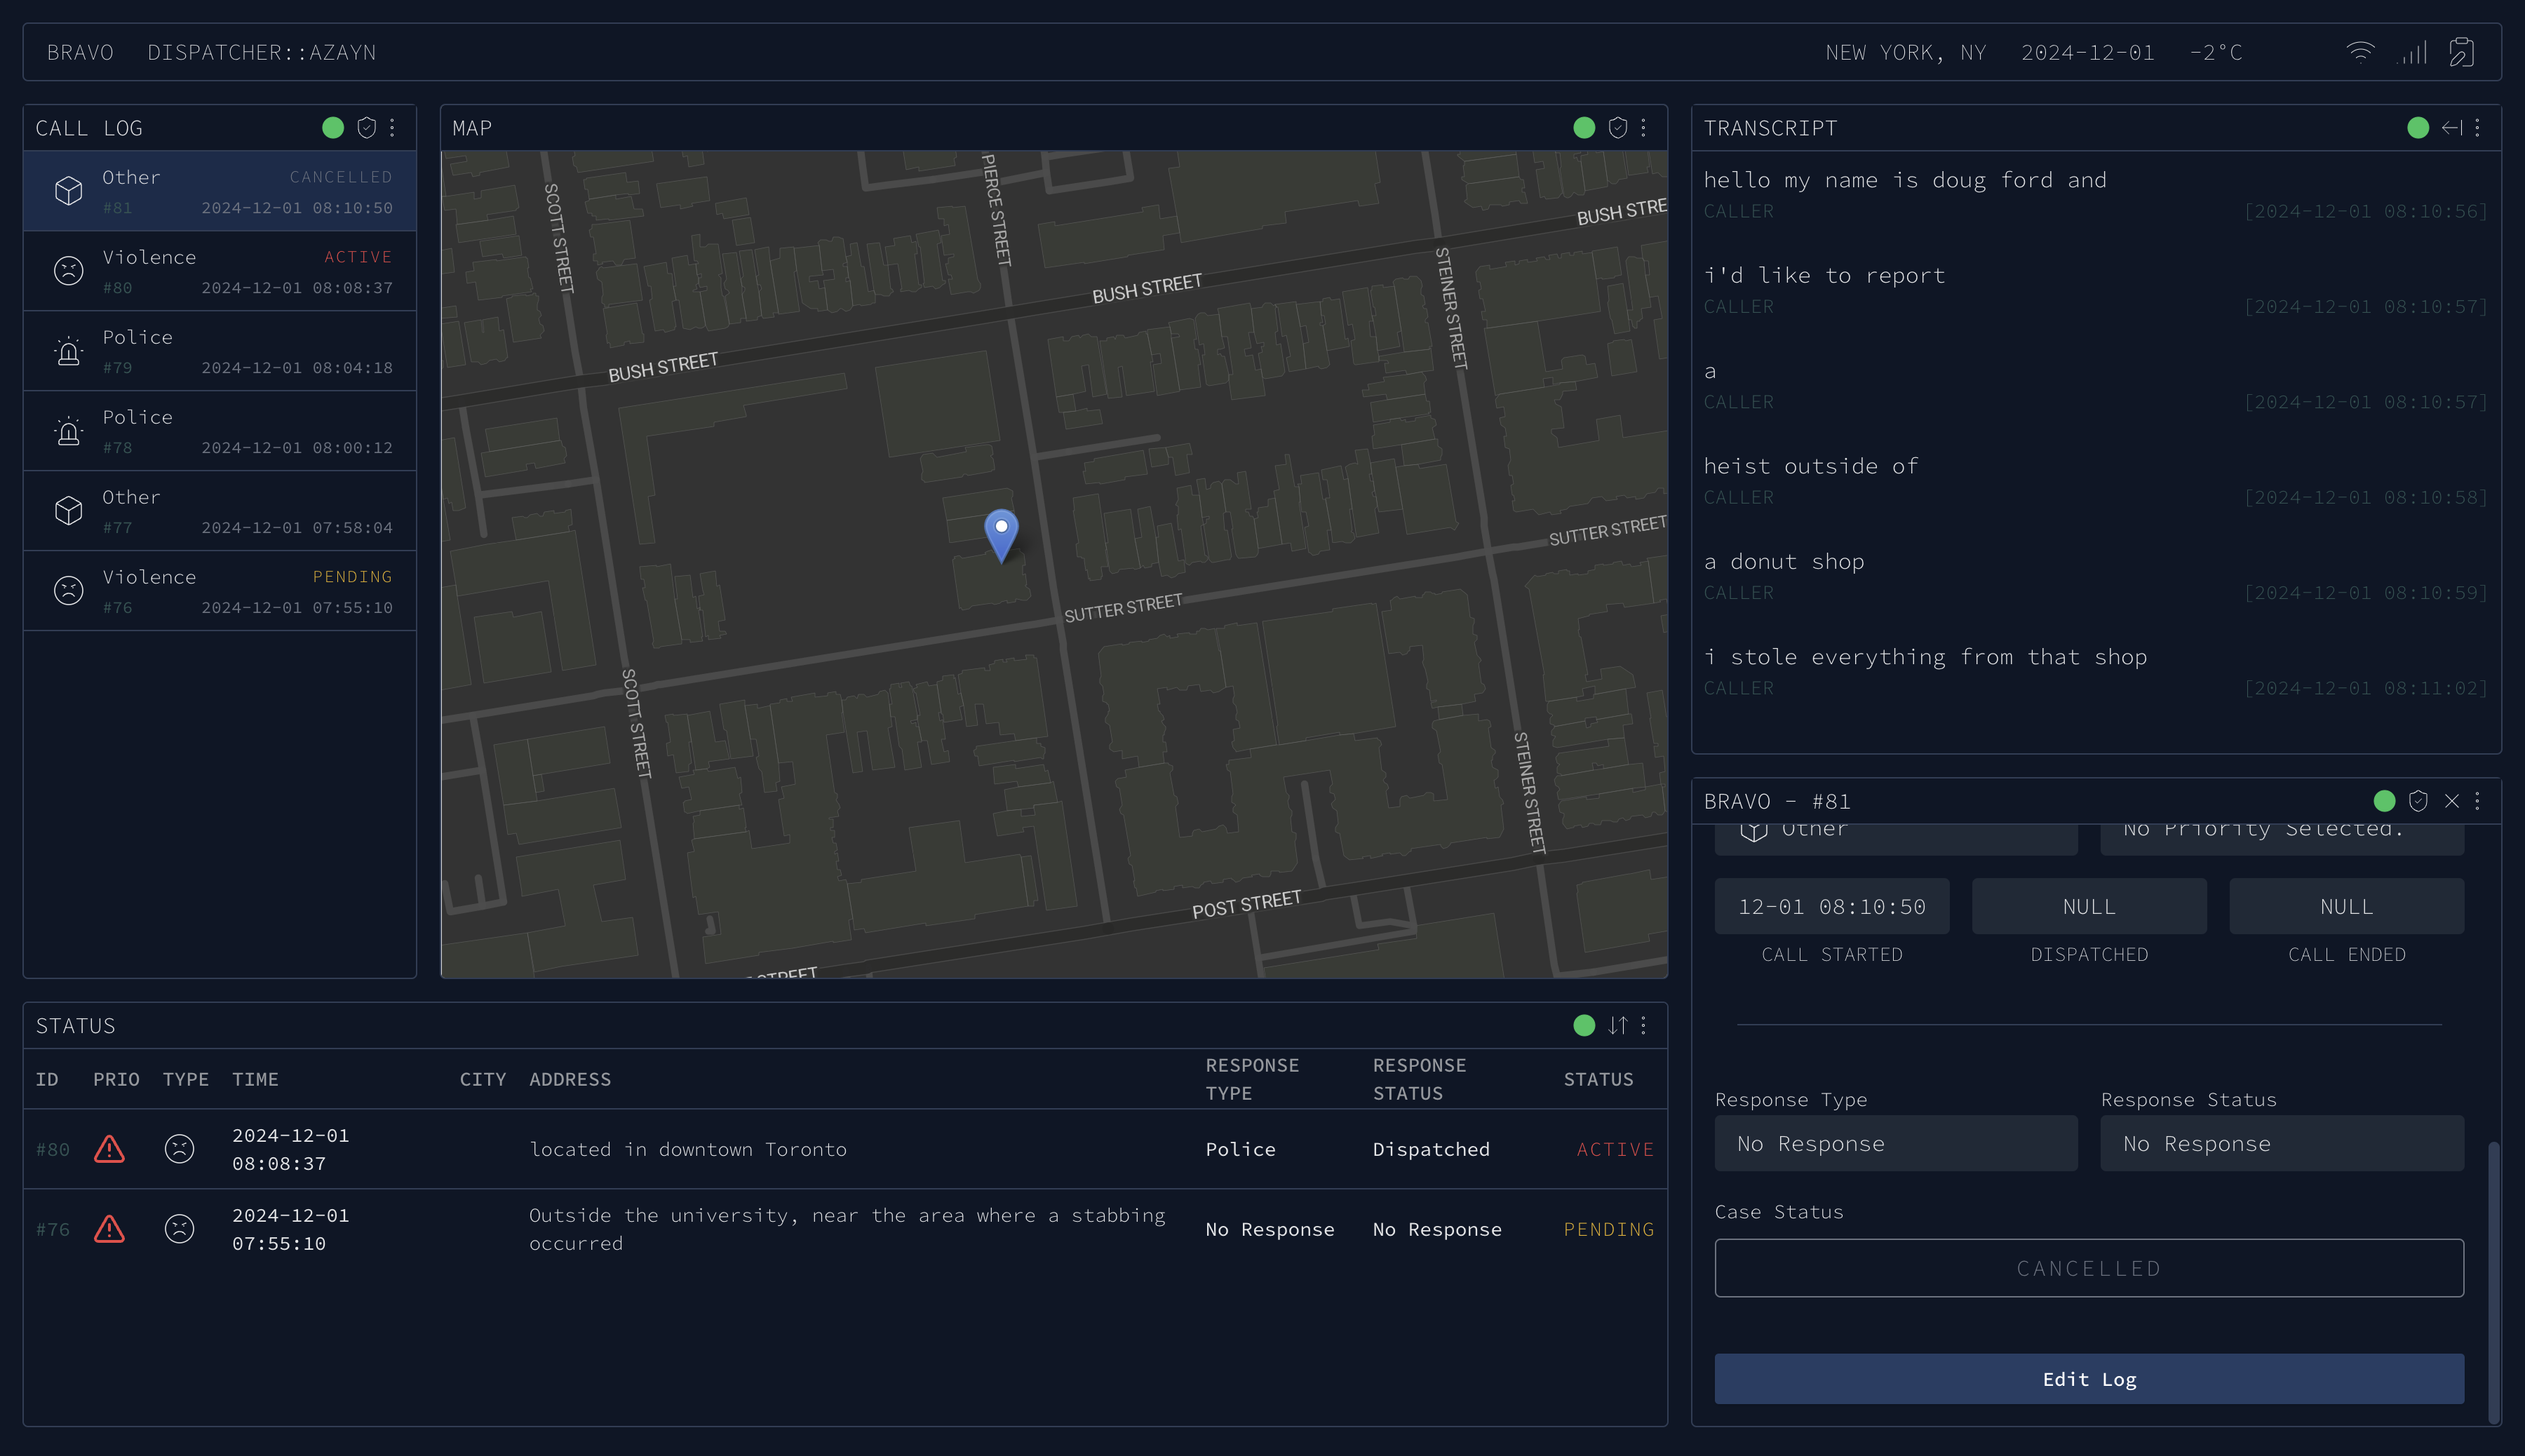 BRAVO DISPATCHER::AZAYN NEW YORK, NY 2024-12-01 -2°C
CALL LOG
Other CANCELLED
#81 2024-12-01 08:10:50
Violence ACTIVE
#80 2024-12-01 08:08:37
Police
#79 2024-12-01 08:04:18
Police
#78 2024-12-01 08:00:12
Other
#77 2024-12-01 07:58:04
Violence PENDING
#76 2024-12-01 07:55:10
MAP
SCOTT STREET
PIERCE STREET
BUSH STRE
STEINER STREET
BUSH STREET
BUSH STREET
SUTTER STREET
SUTTER STREET
SCOTT STREET
STEINER STREET
POST STREET
STREET
TRANSCRIPT
hello my name is doug ford and
CALLER [2024-12-01 08:10:56]
i'd like to report
CALLER [2024-12-01 08:10:57]
a
CALLER [2024-12-01 08:10:57]
heist outside of
CALLER [2024-12-01 08:10:58]
a donut shop
CALLER [2024-12-01 08:10:59]
i stole everything from that shop
CALLER [2024-12-01 08:11:02]
BRAVO - #81
Other No Priority Selected.
12-01 08:10:50 NULL NULL
CALL STARTED DISPATCHED CALL ENDED
Response Type Response Status
No Response No Response
Case Status
CANCELLED
Edit Log
STATUS
ID PRIO TYPE TIME CITY ADDRESS RESPONSE TYPE RESPONSE STATUS STATUS
#80 2024-12-01 08:08:37 located in downtown Toronto Police Dispatched ACTIVE
#76 2024-12-01 07:55:10 Outside the university, near the area where a stabbing occurred No Response No Response PENDING